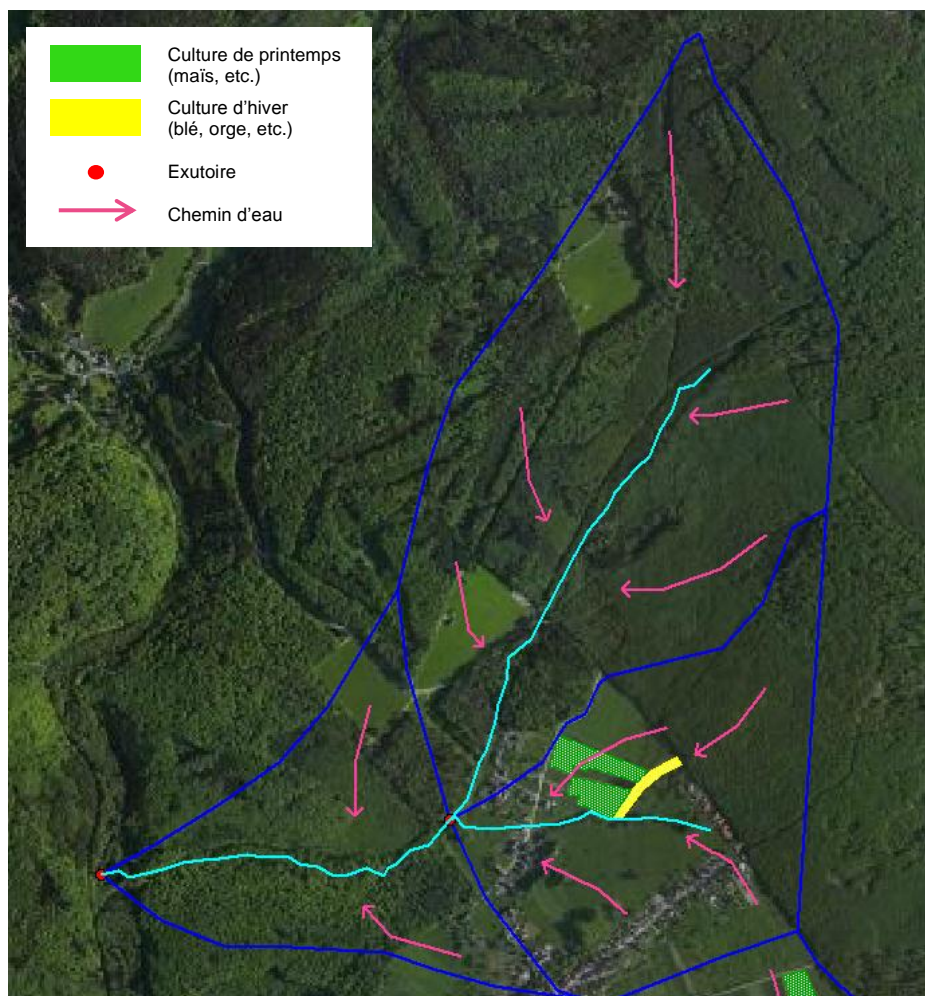 Culture de printemps
(maïs, etc.)
Culture d'hiver
(blé, orge, etc.)
Exutoire
Chemin d'eau